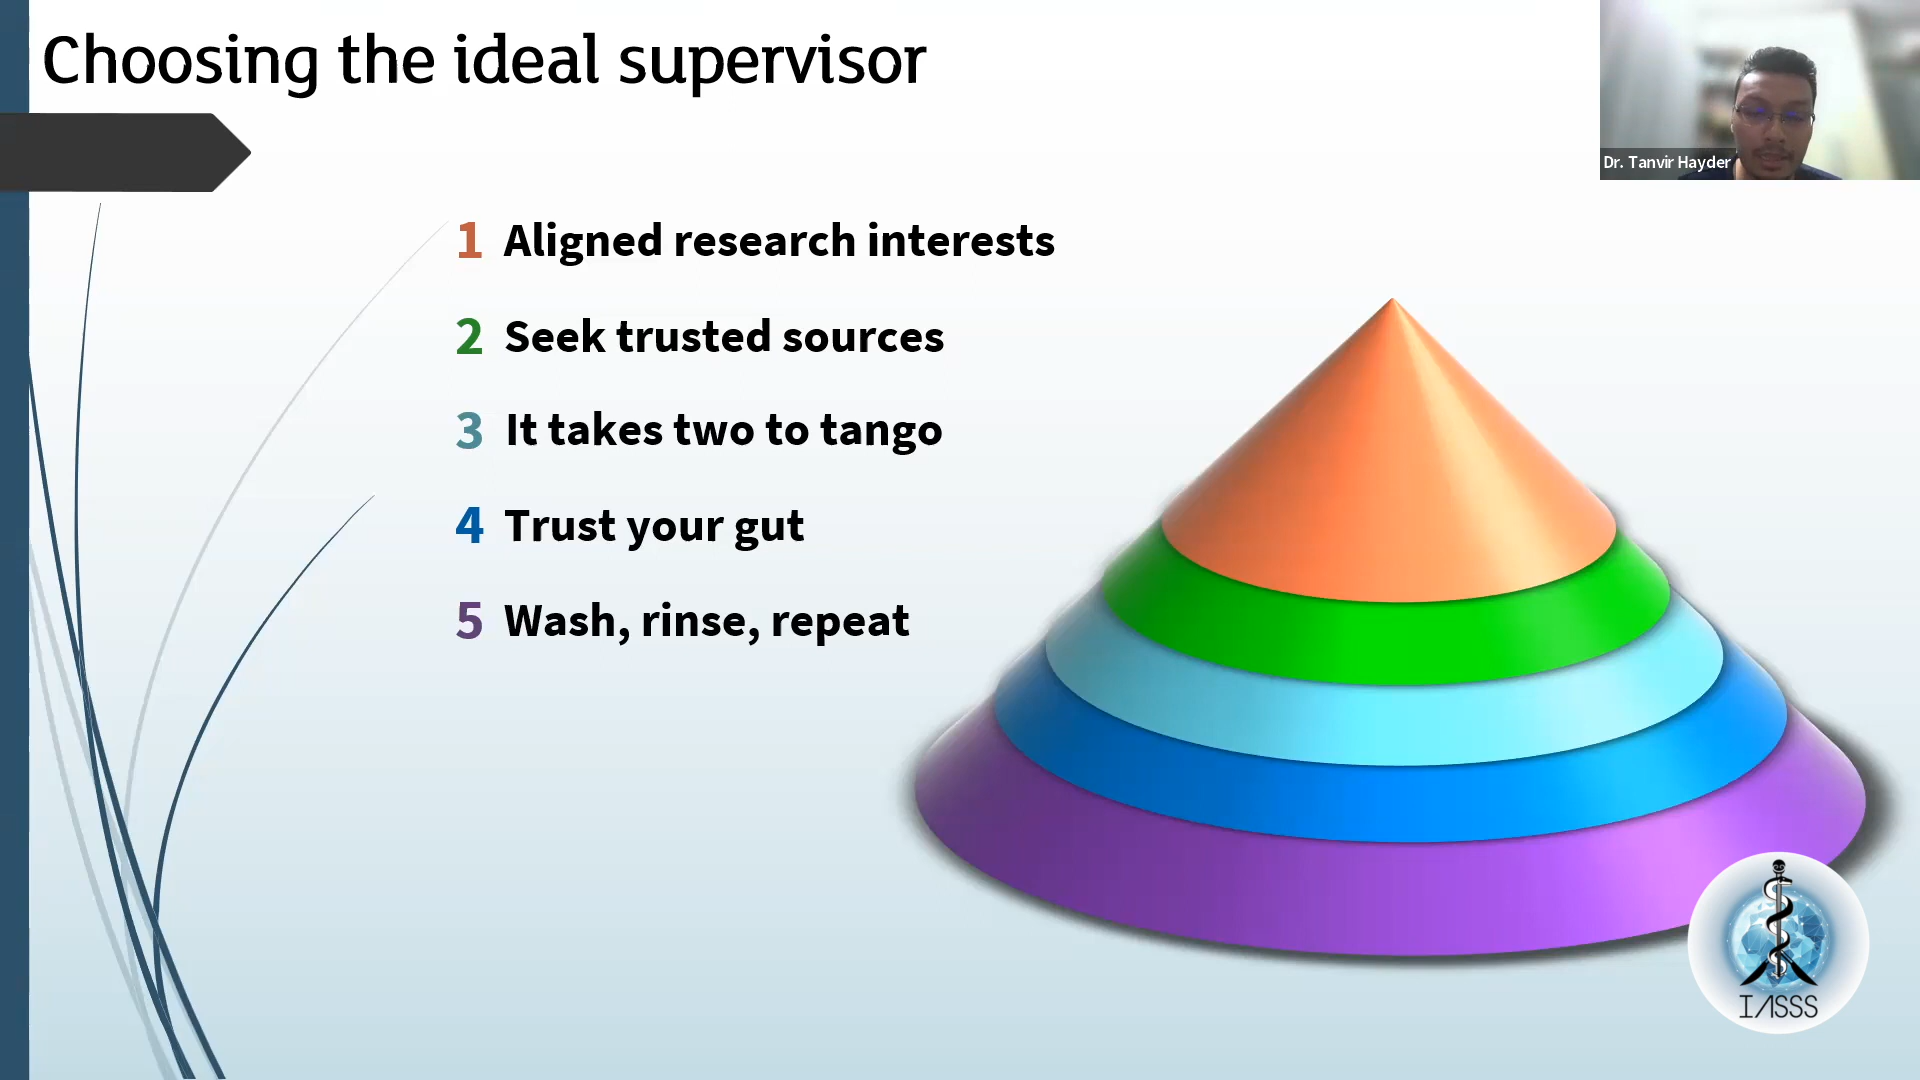 Choosing the ideal supervisor
Dr. Tanvir Hayder
1 Aligned research interests
2 Seek trusted sources
3 It takes two to tango
4 Trust your gut
5 Wash, rinse, repeat
IASSS